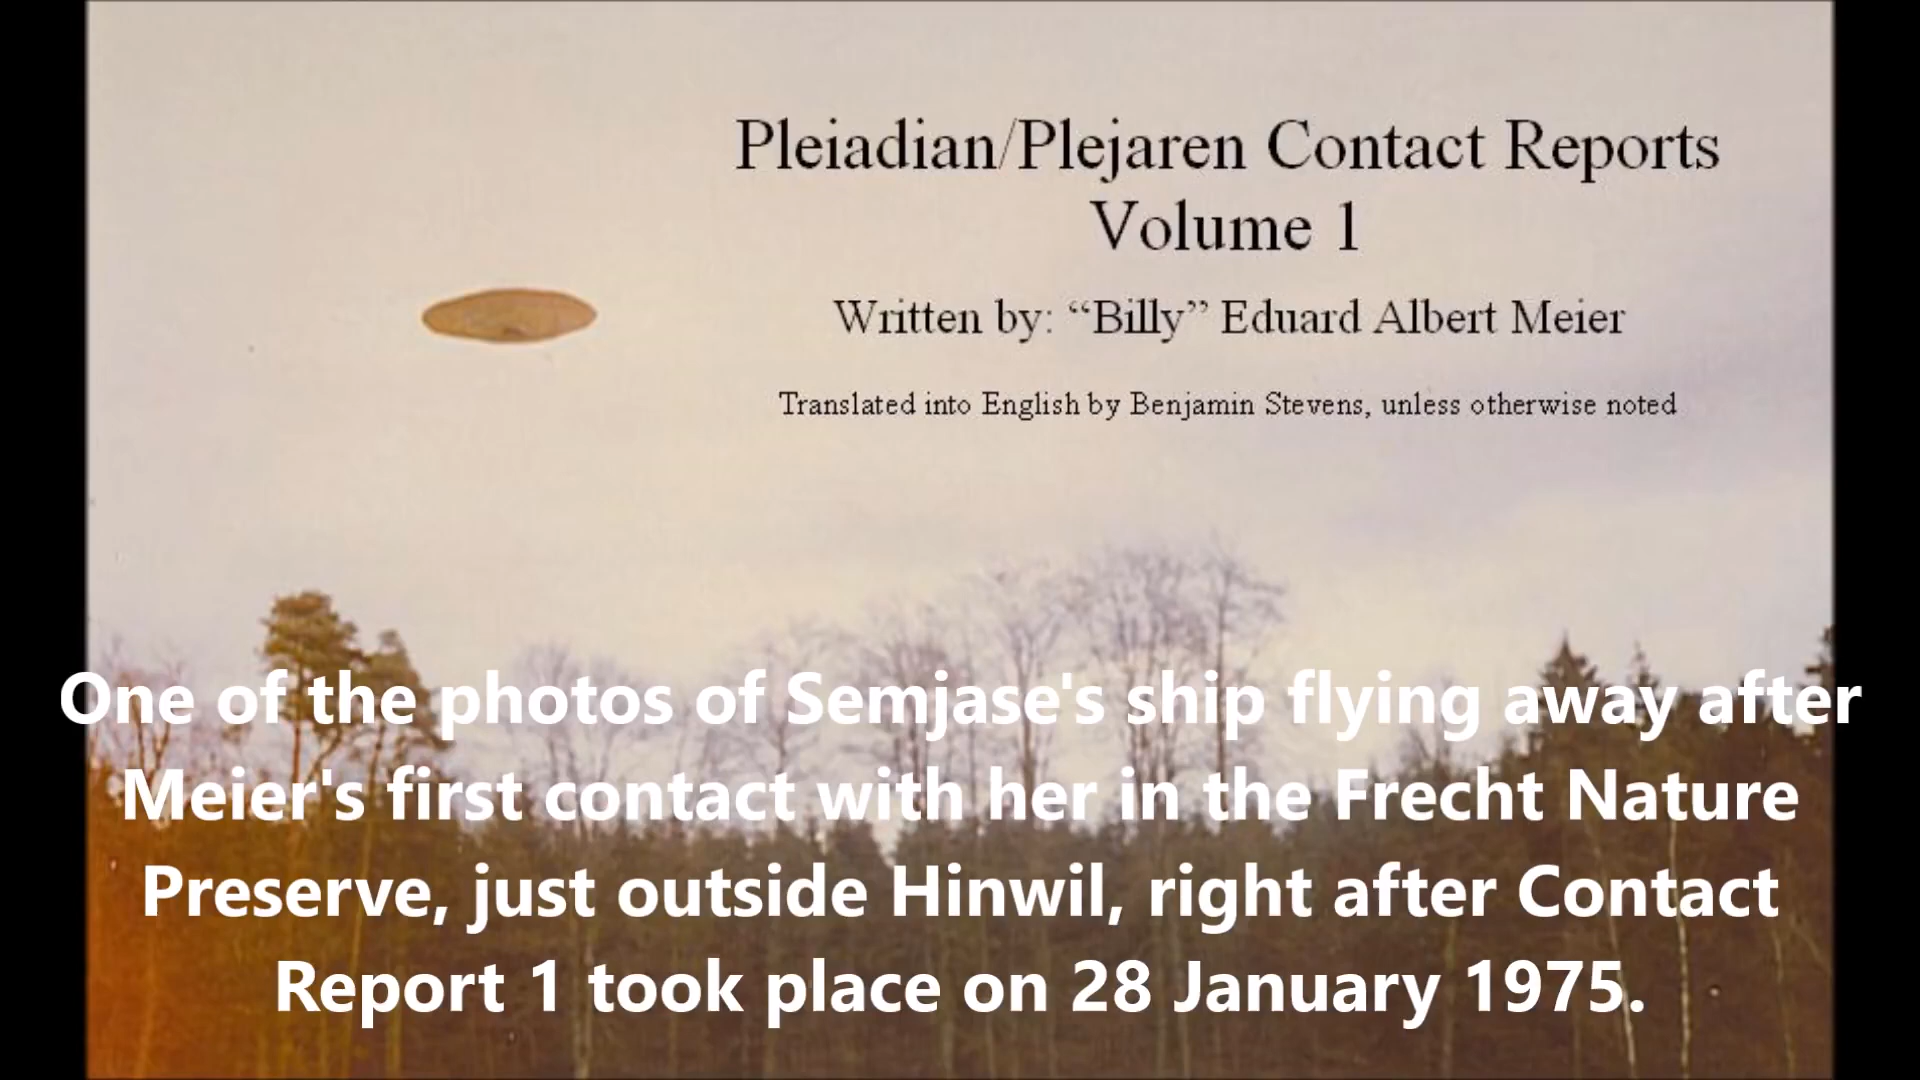 Pleiadian/Plejaren Contact Reports
Volume 1
Written by: “Billy” Eduard Albert Meier
Translated into English by Benjamin Stevens, unless otherwise noted
One of the photos of Semjase's ship flying away after
Meier's first contact with her in the Frecht Nature
Preserve, just outside Hinwil, right after Contact
Report 1 took place on 28 January 1975.